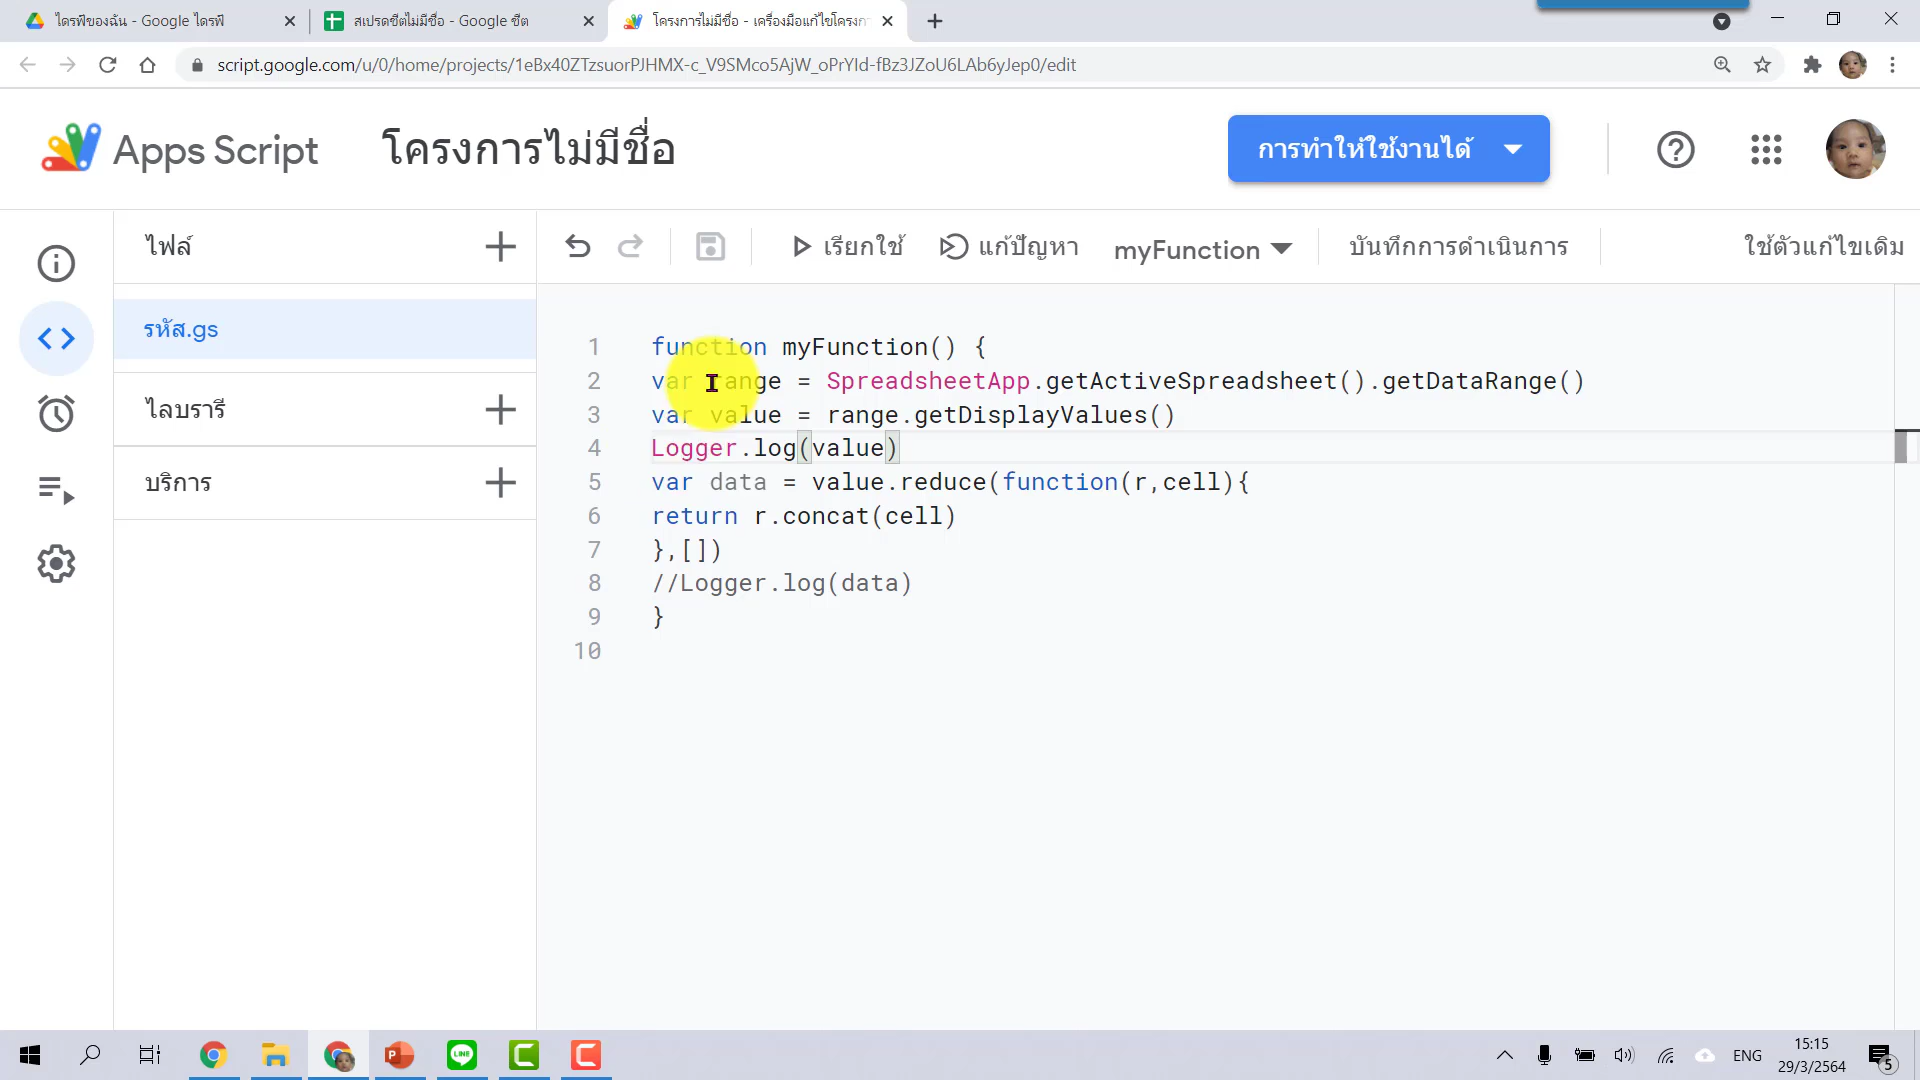 ไดรฟ์ของฉัน - Google ไดรฟ์
สเปรดชีตไม่มีชื่อ - Google ชีต
โครงการไม่มีชื่อ - เครื่องมือแก้ไขโครงกา
script.google.com/u/0/home/projects/1eBx40ZTzsuorPJHMX-c_V9SMco5AjW_oPrYId-fBz3JZoU6LAb6yJep0/edit
Apps Script
โครงการไม่มีชื่อ
การทำให้ใช้งานได้
ไฟล์
เรียกใช้
แก้ปัญหา
myFunction
บันทึกการดำเนินการ
ใช้ตัวแก้ไขเดิม
รหัส.gs
ไลบรารี
บริการ
1 function myFunction() {
2 var range = SpreadsheetApp.getActiveSpreadsheet().getDataRange()
3 var value = range.getDisplayValues()
4 Logger.log(value)
5 var data = value.reduce(function(r,cell){
6 return r.concat(cell)
7 },[])
8 //Logger.log(data)
9 }
10
LINE
ENG
15:15
29/3/2564
5